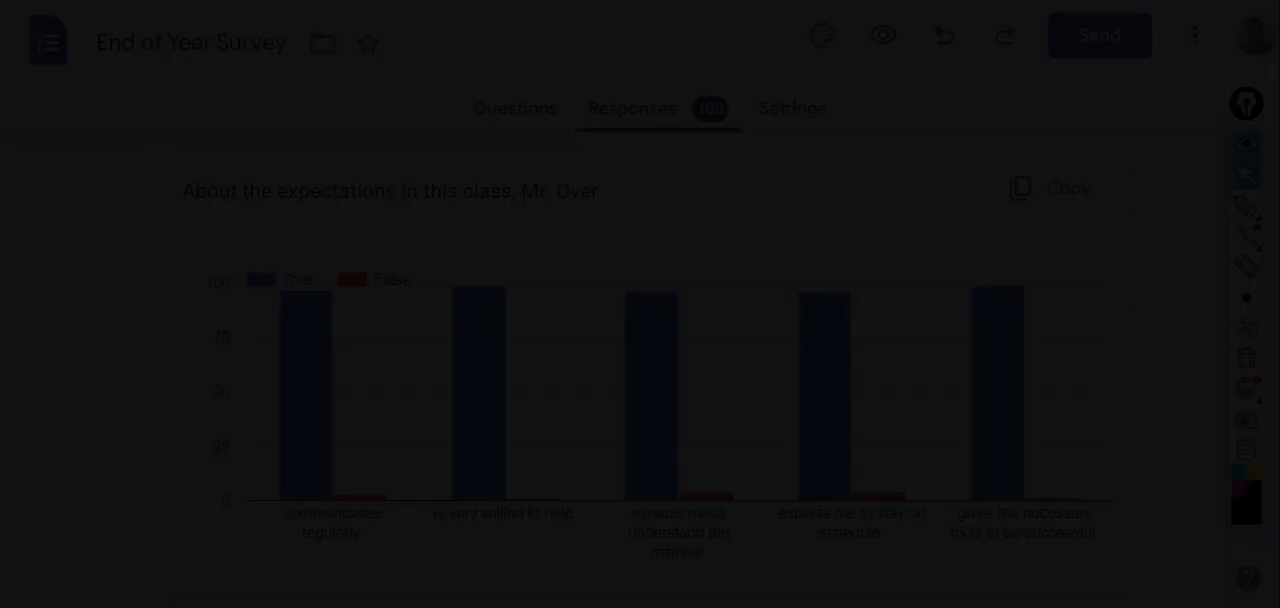 End of Year Survey
Send
Questions
Responses
100
Settings
About the expectations in this class, Mr. Over
Copy
True
False
100
75
50
25
0
communicates
regularly.
is very willing to help.
expects me to
understand this
material.
expects me to stay on
schedule.
gives me necessary
tools to be successful.